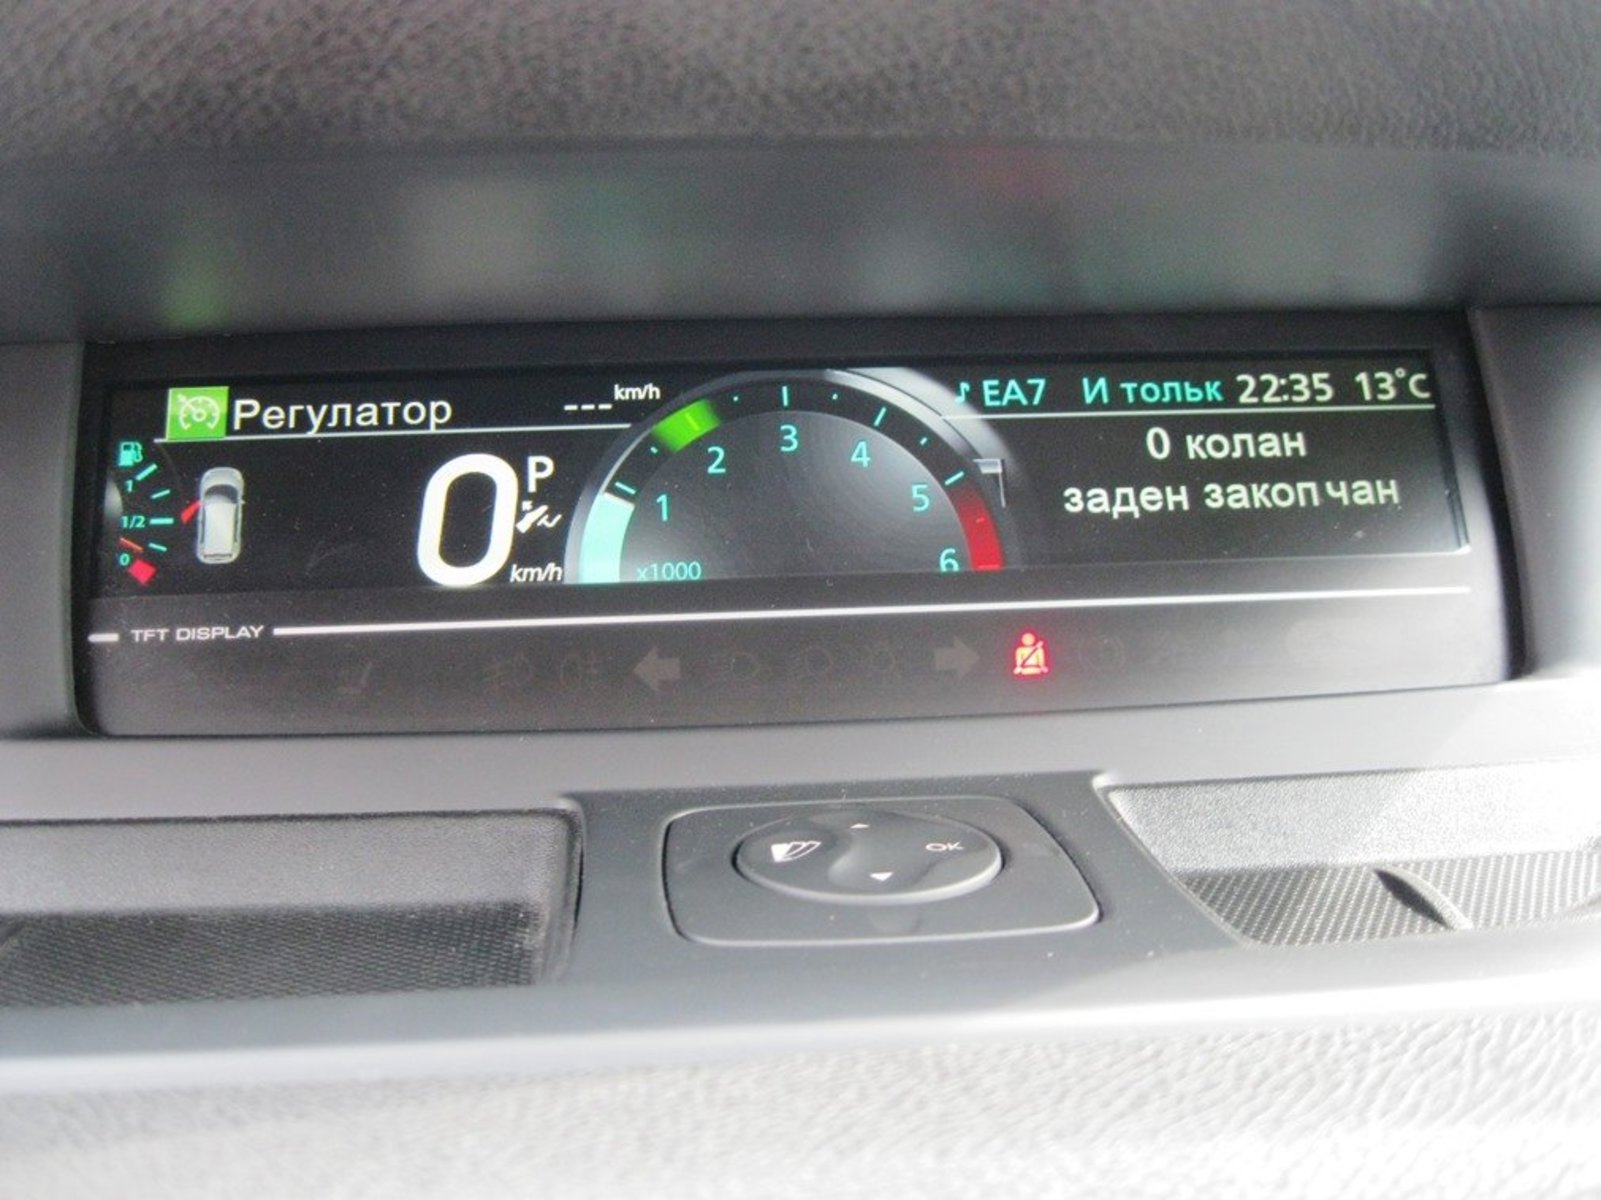 Регулатор ---km/h
EA7 И тольк 22:35 13°C
1
1/2
0
0 P
km/h
1 2 3 4 5 6
x1000
0 колан
заден закопчан
TFT DISPLAY
OK